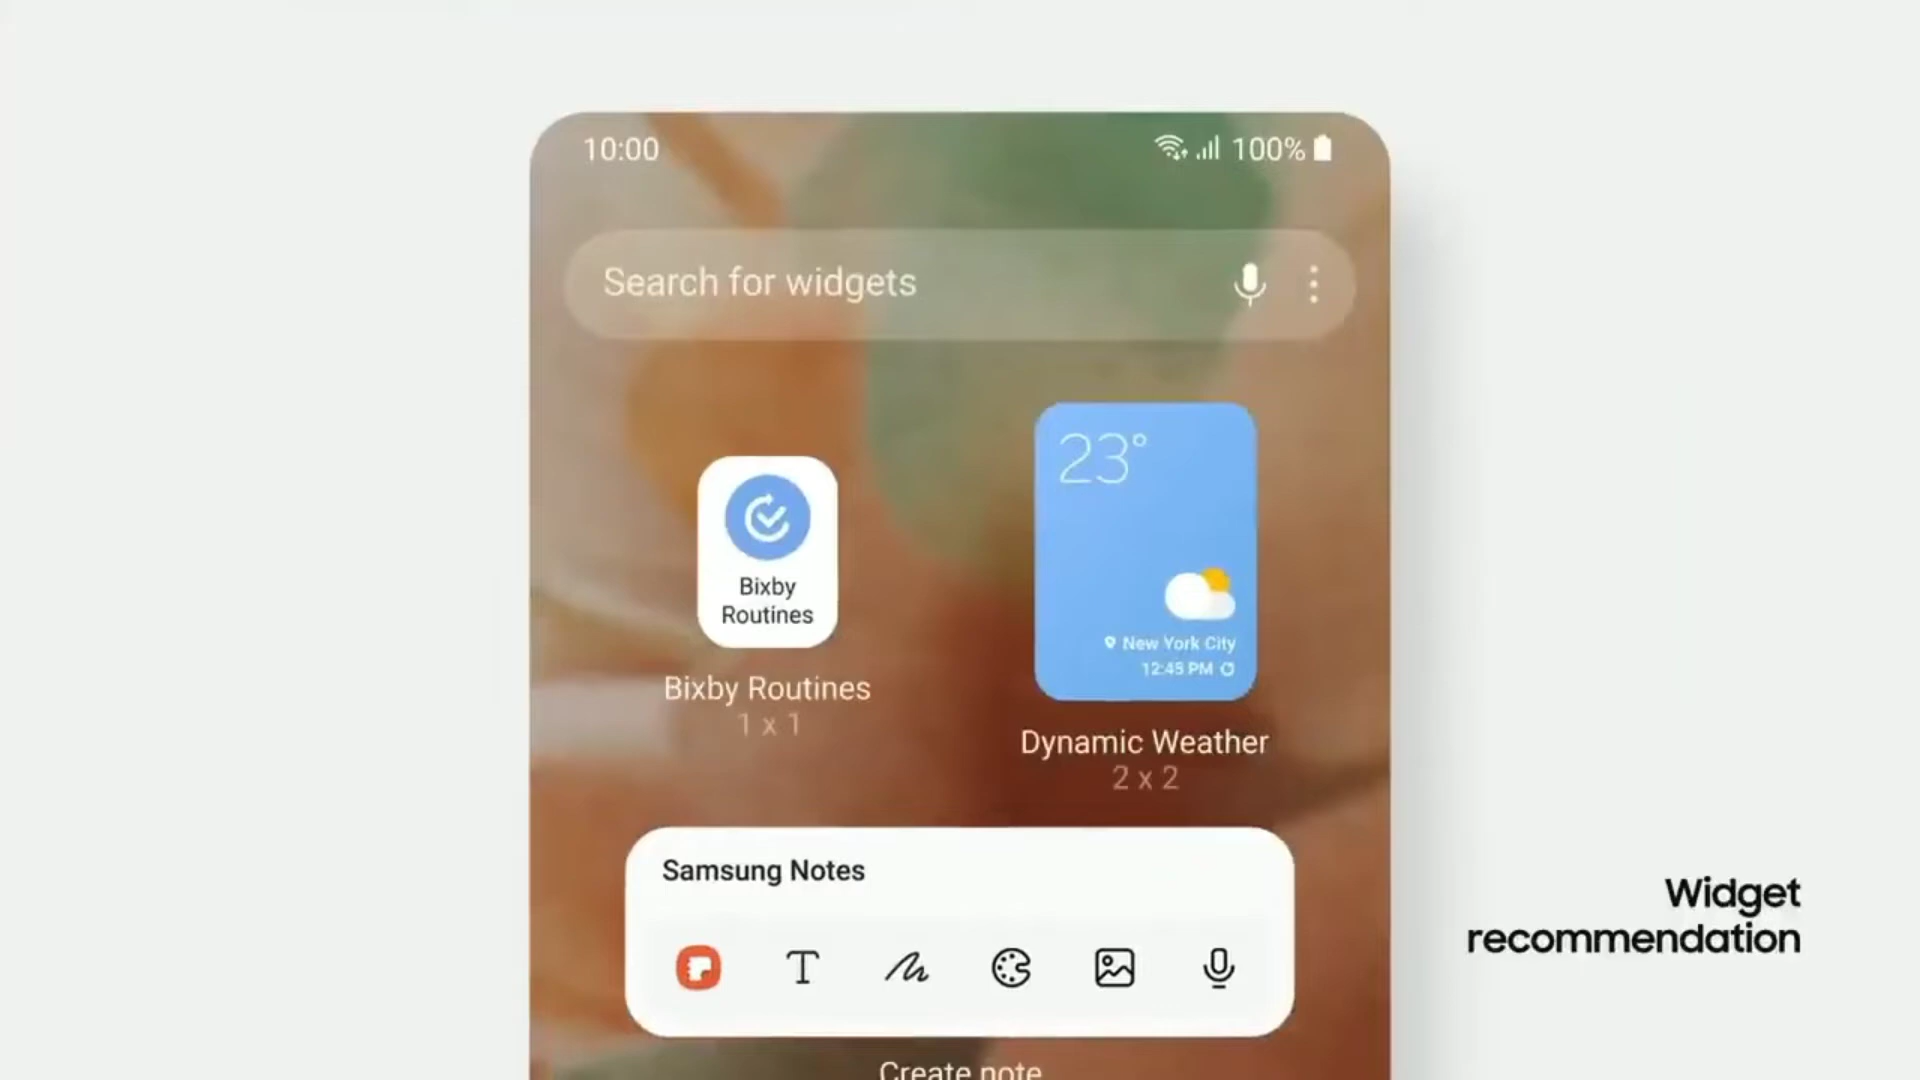 10:00
100%
Search for widgets
23°
Bixby
Routines
New York City
12:45 PM
Bixby Routines
1 x 1
Dynamic Weather
2 x 2
Samsung Notes
T
Create note
Widget
recommendation